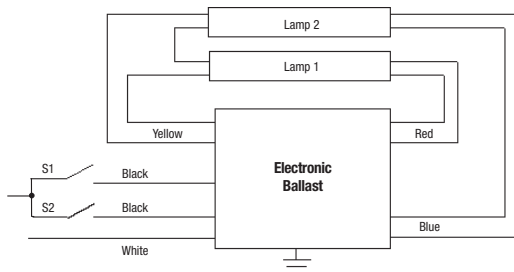 Lamp 2
Lamp 1
Yellow
Red
S1
Black
Electronic
Ballast
S2
Black
Blue
White